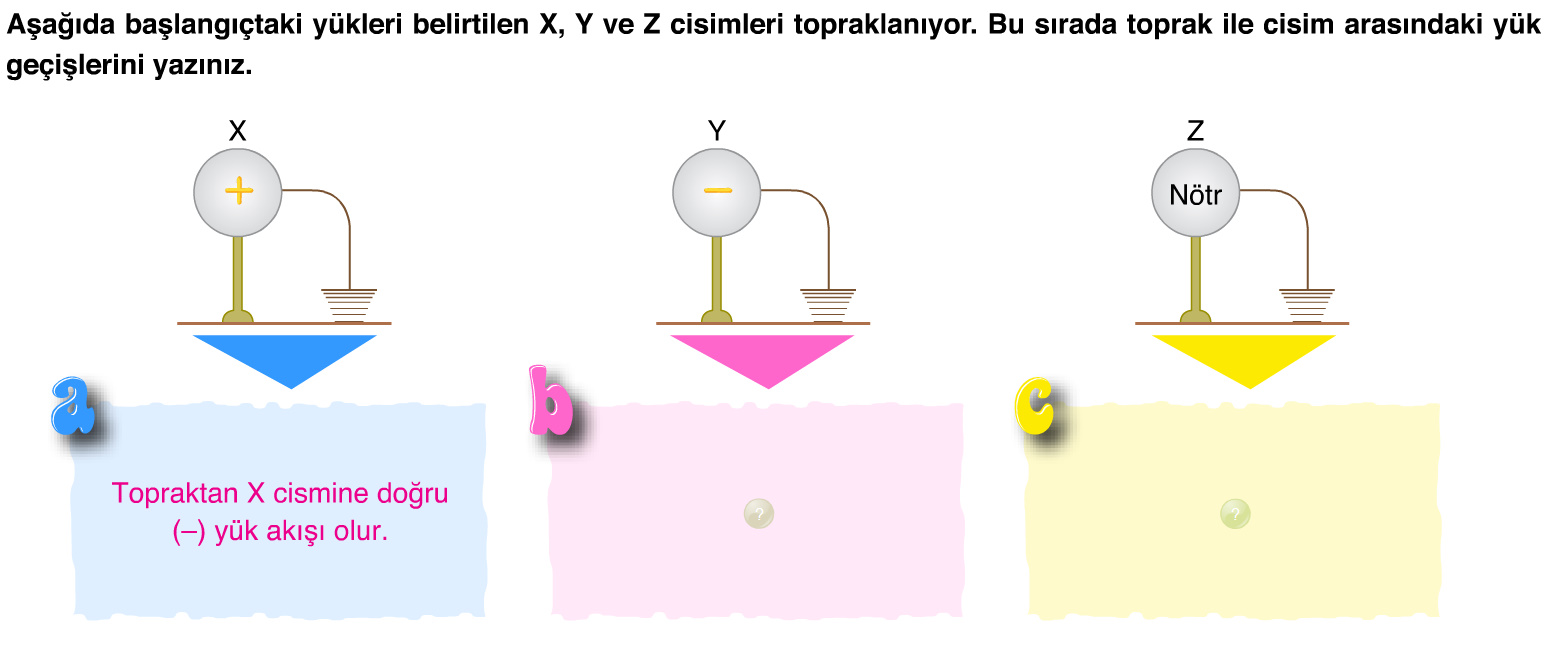 Aşağıda başlangıçtaki yükleri belirtilen X, Y ve Z cisimleri topraklanıyor. Bu sırada toprak ile cisim arasındaki yük
geçişlerini yazınız.
X
Y
Z
+
–
Nötr
a
b
c
Topraktan X cismine doğru
(–) yük akışı olur.
?
?